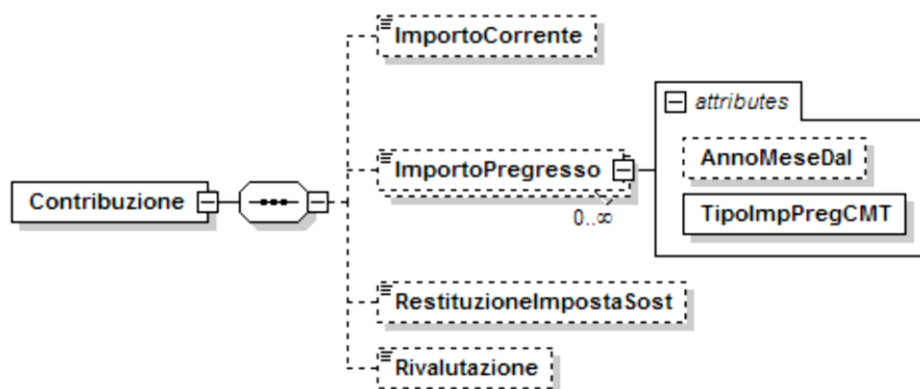 ImportoCorrente
attributes
AnnoMeseDal
ImportoPregresso
Contribuzione
TipoImpPregCMT
0..∞
RestituzioneImpostaSost
Rivalutazione